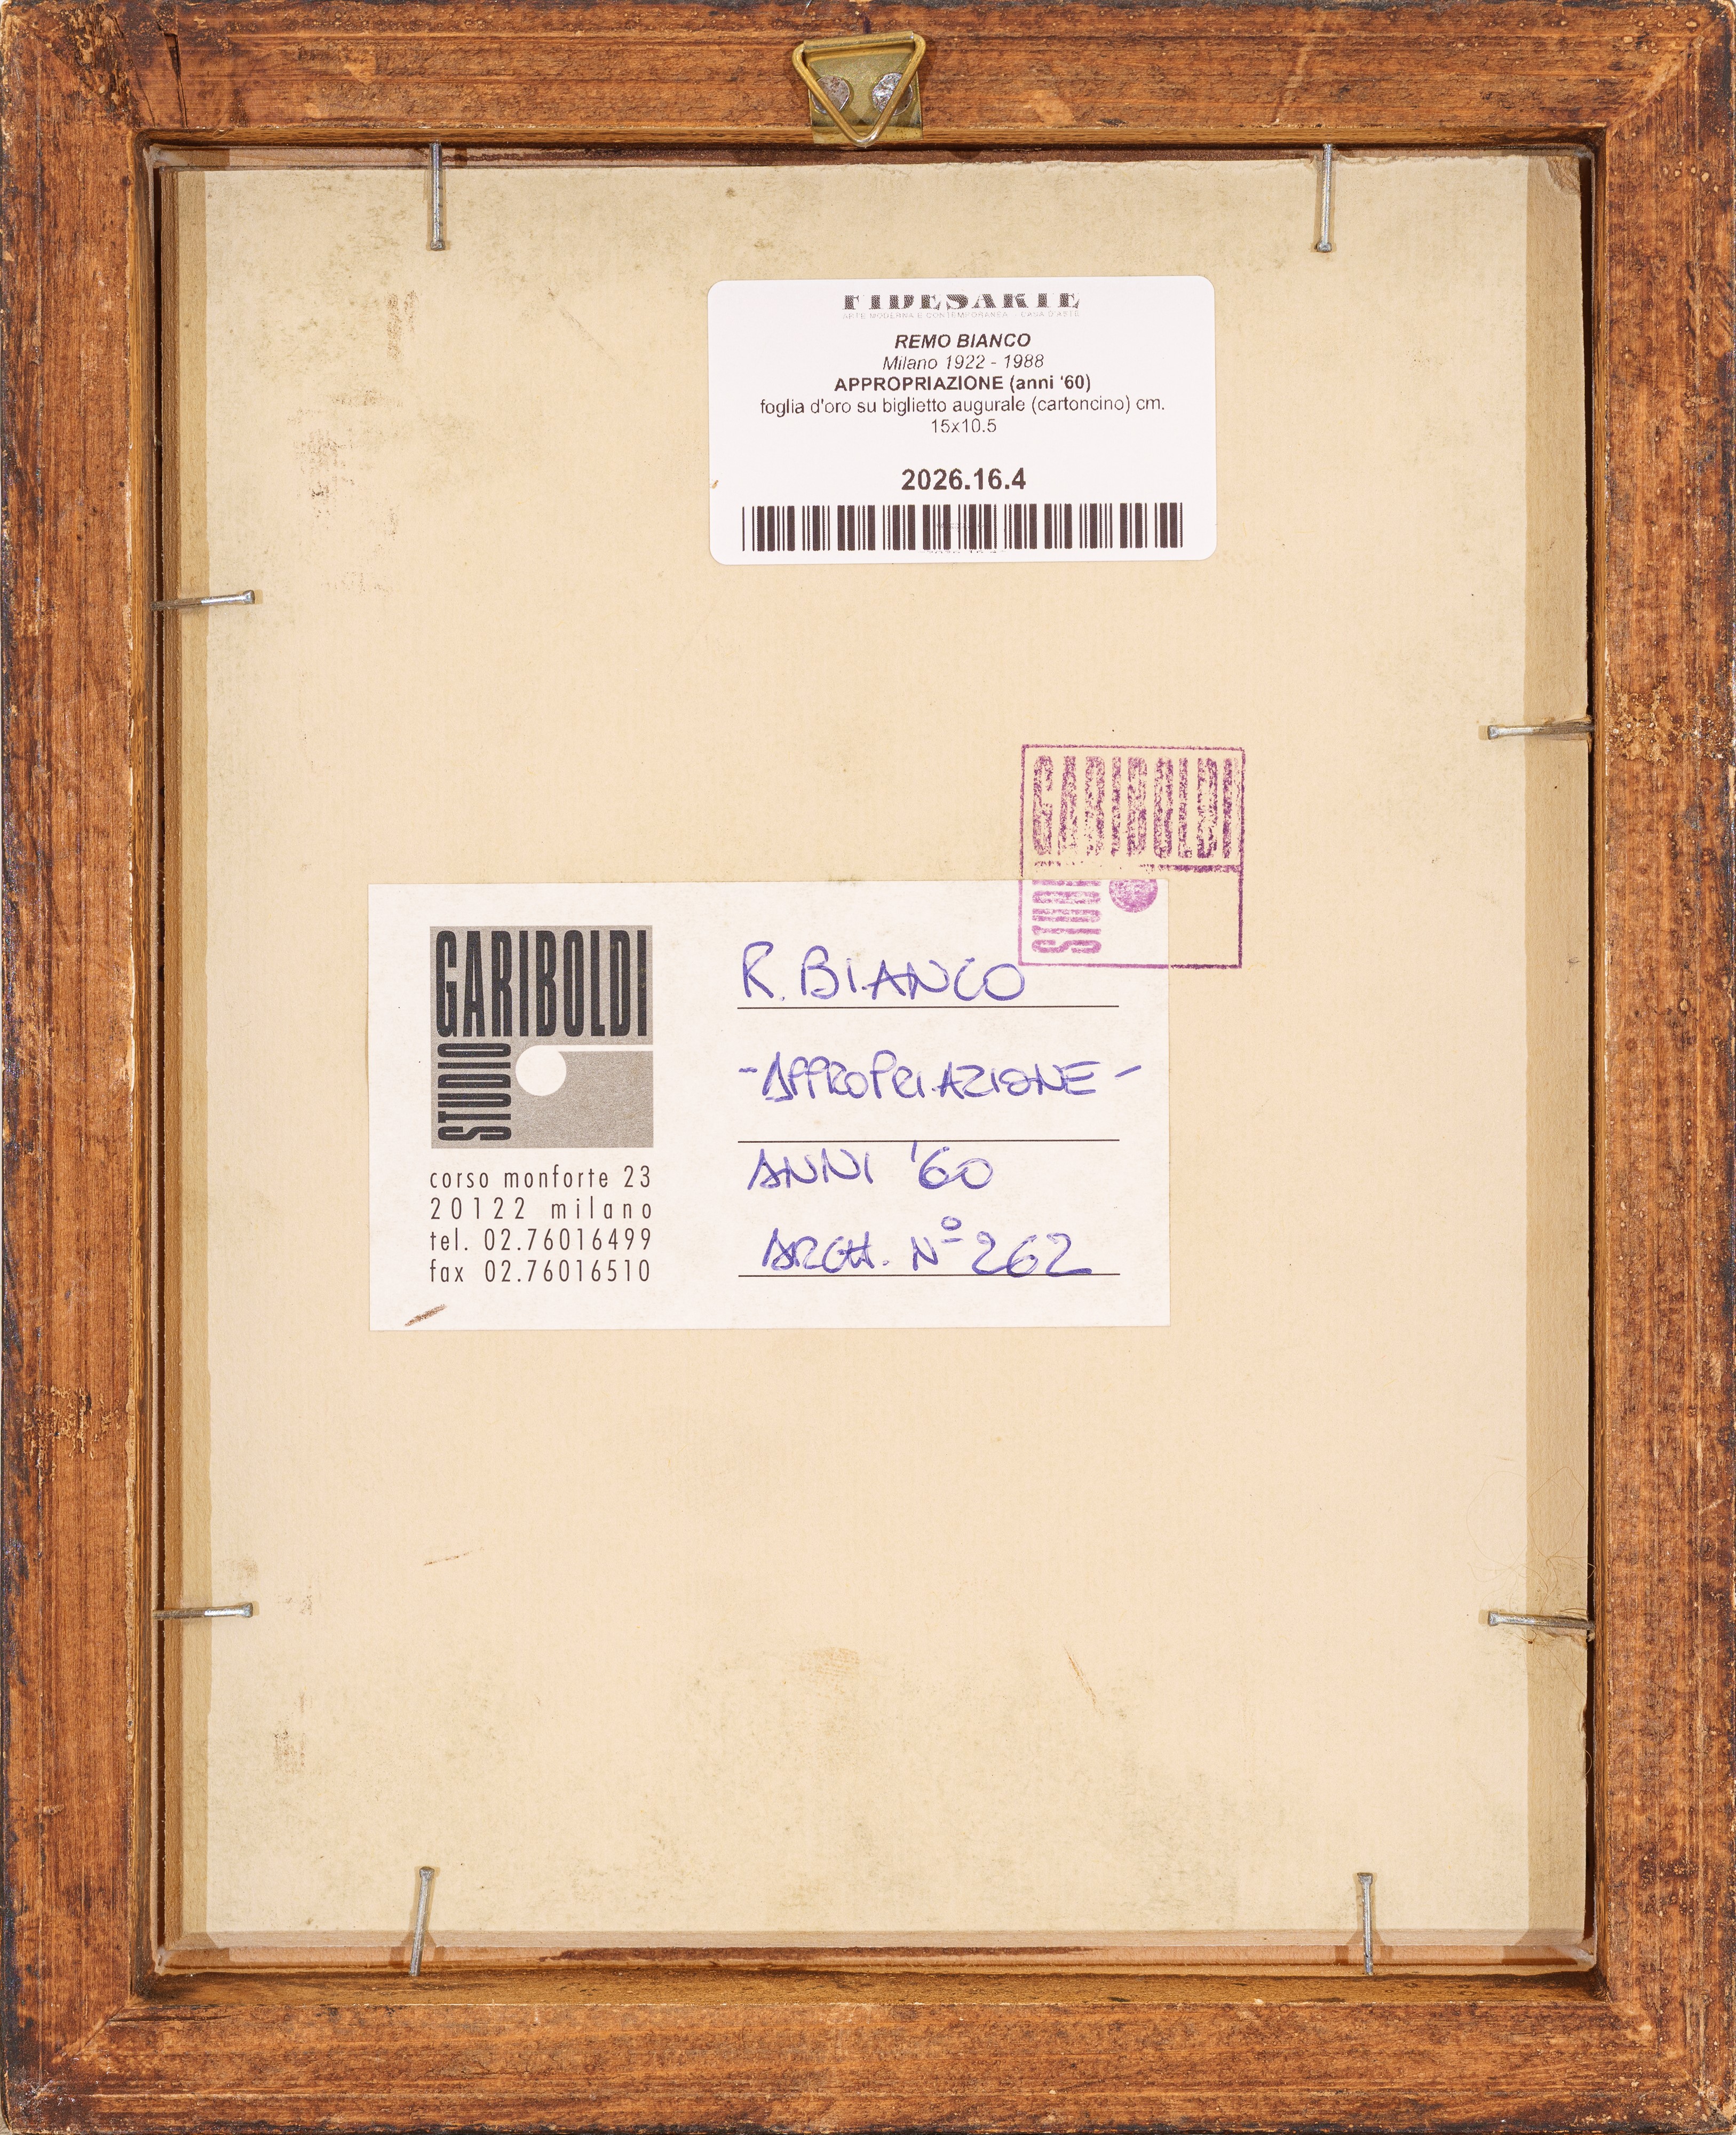 FIDESARTE
ARTE MODERNA E CONTEMPORANEA - CASA D'ASTE
REMO BIANCO
Milano 1922 - 1988
APPROPRIAZIONE (anni '60)
foglia d'oro su biglietto augurale (cartoncino) cm.
15x10.5
2026.16.4
GARIBOLDI
STUDIO
GARIBOLDI
STUDIO
corso monforte 23
20122 milano
tel. 02.76016499
fax 02.76016510
R. BIANCO
-APPROPRIAZIONE-
ANNI '60
ARCH. Nº 262